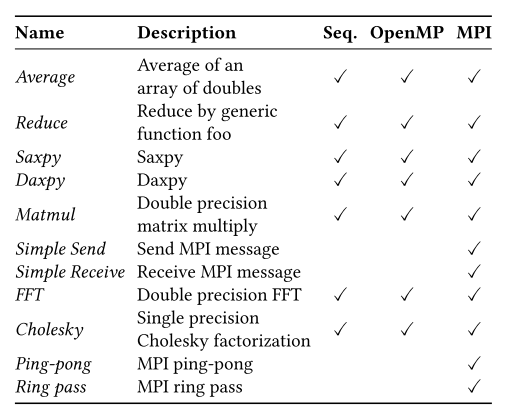 Name Description Seq. OpenMP MPI
Average Average of an array of doubles ✓ ✓ ✓
Reduce Reduce by generic function foo ✓ ✓ ✓
Saxpy Saxpy ✓ ✓ ✓
Daxpy Daxpy ✓ ✓ ✓
Matmul Double precision matrix multiply ✓ ✓ ✓
Simple Send Send MPI message ✓
Simple Receive Receive MPI message ✓
FFT Double precision FFT ✓ ✓ ✓
Cholesky Single precision Cholesky factorization ✓ ✓ ✓
Ping-pong MPI ping-pong ✓
Ring pass MPI ring pass ✓